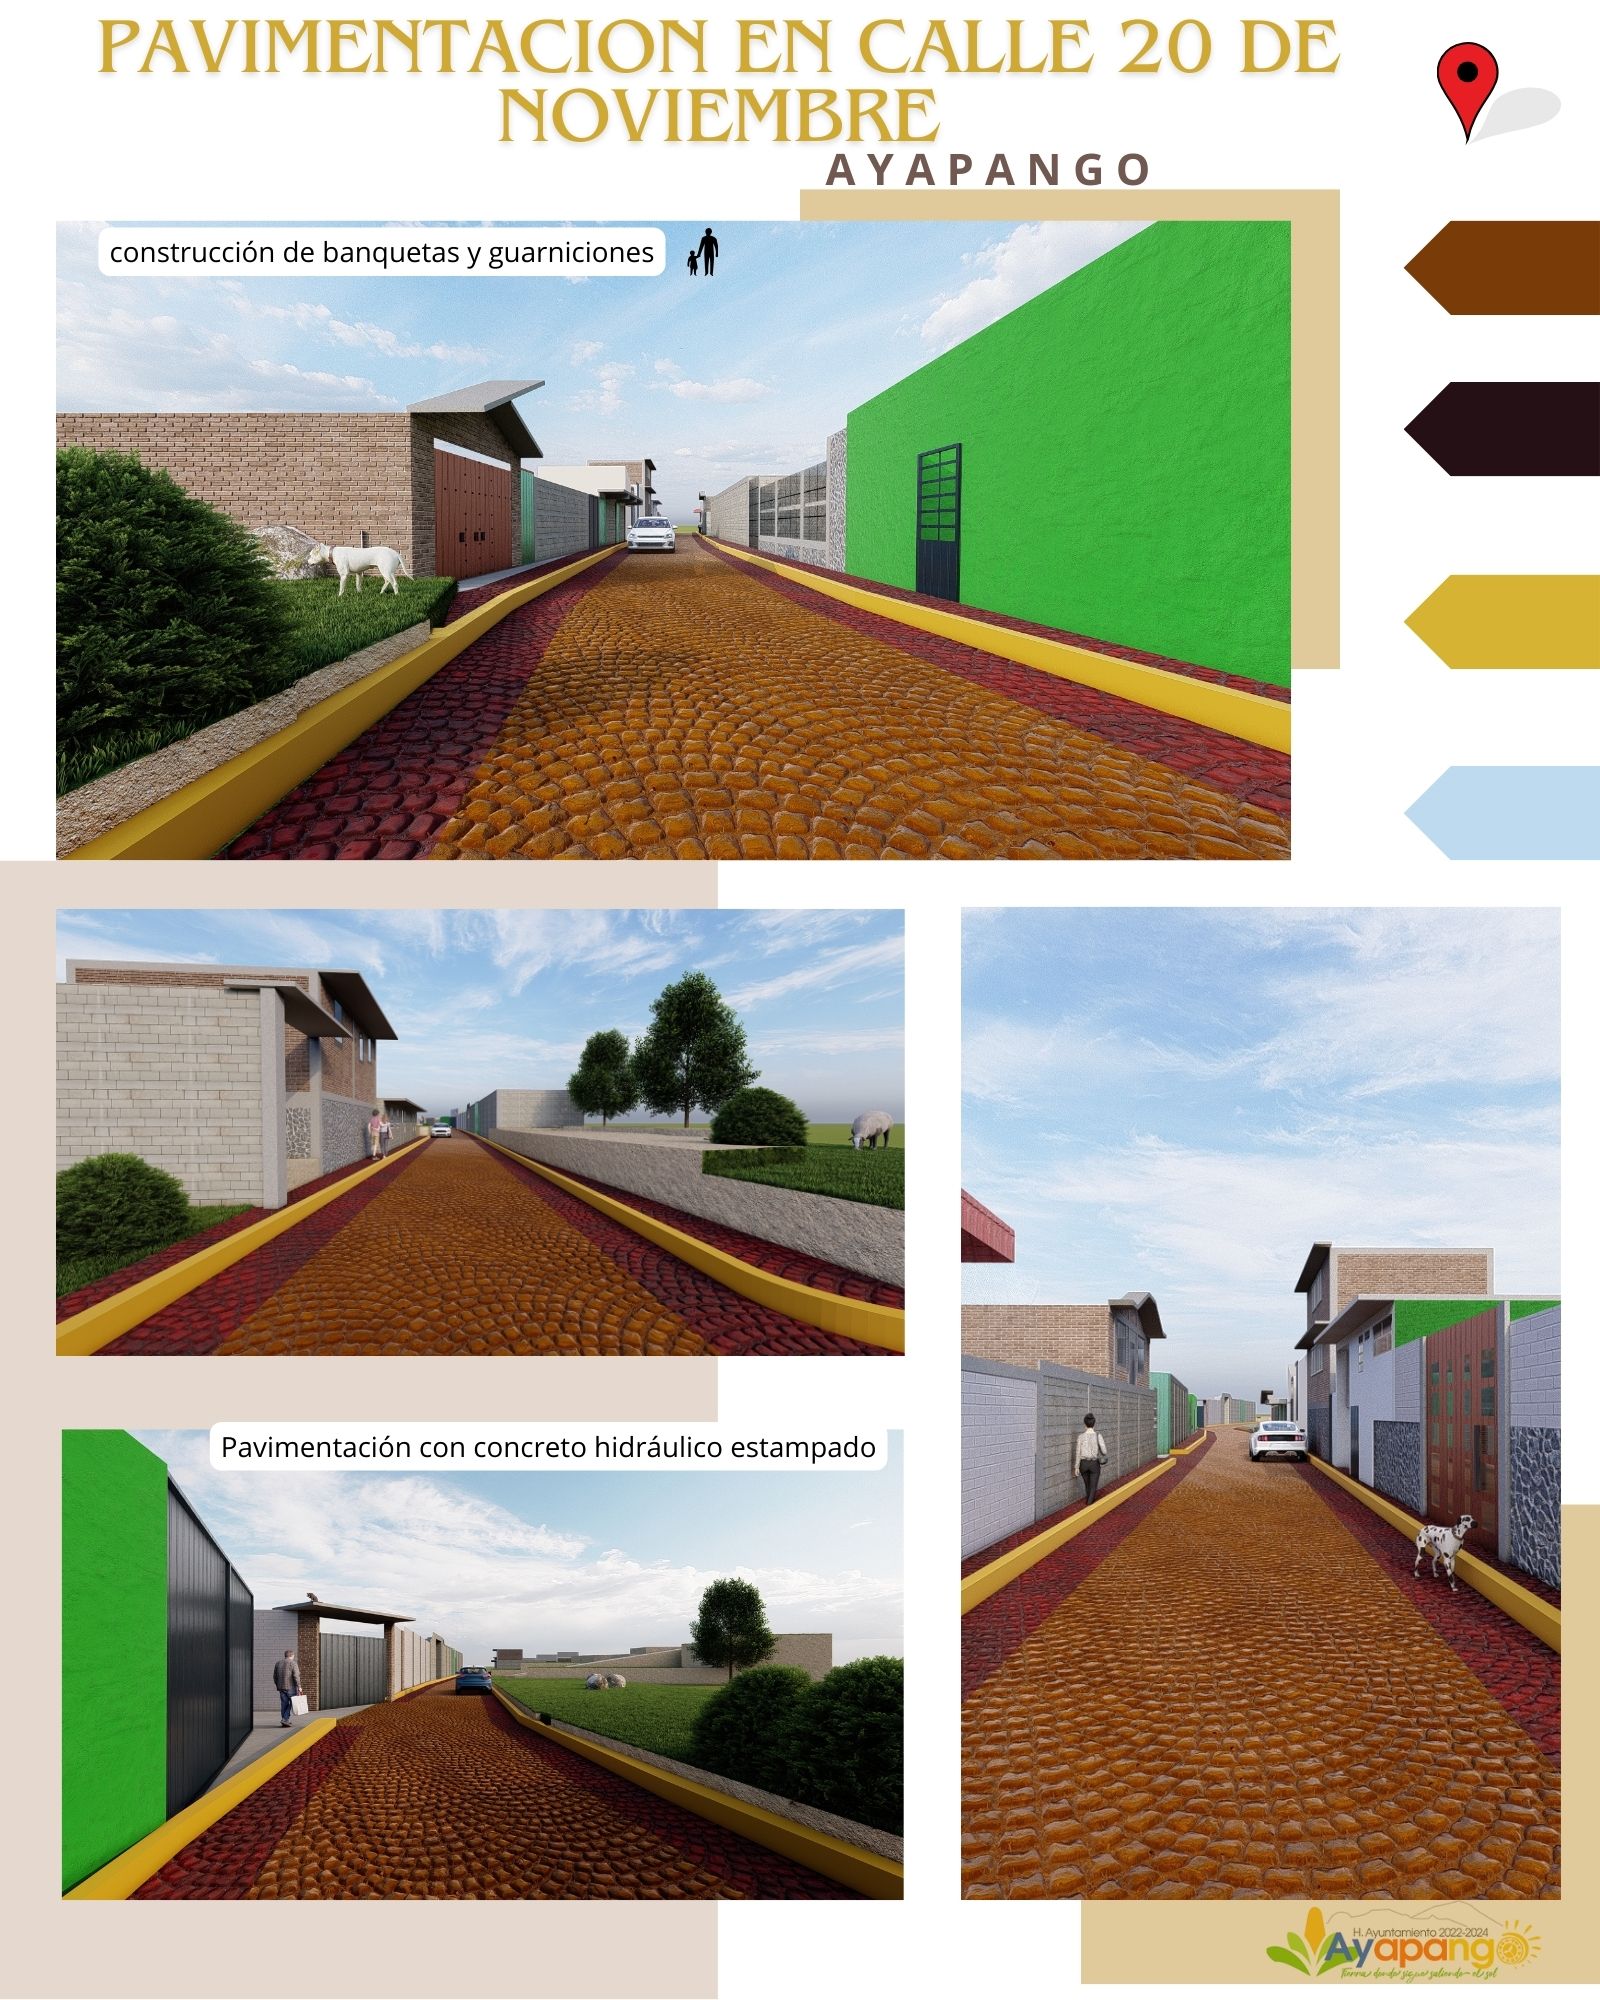 PAVIMENTACION EN CALLE 20 DE
NOVIEMBRE
AYAPANGO
construcción de banquetas y guarniciones
Pavimentación con concreto hidráulico estampado
H. Ayuntamiento 2022-2024
Ayapango
Tierra donde sigue saliendo el sol